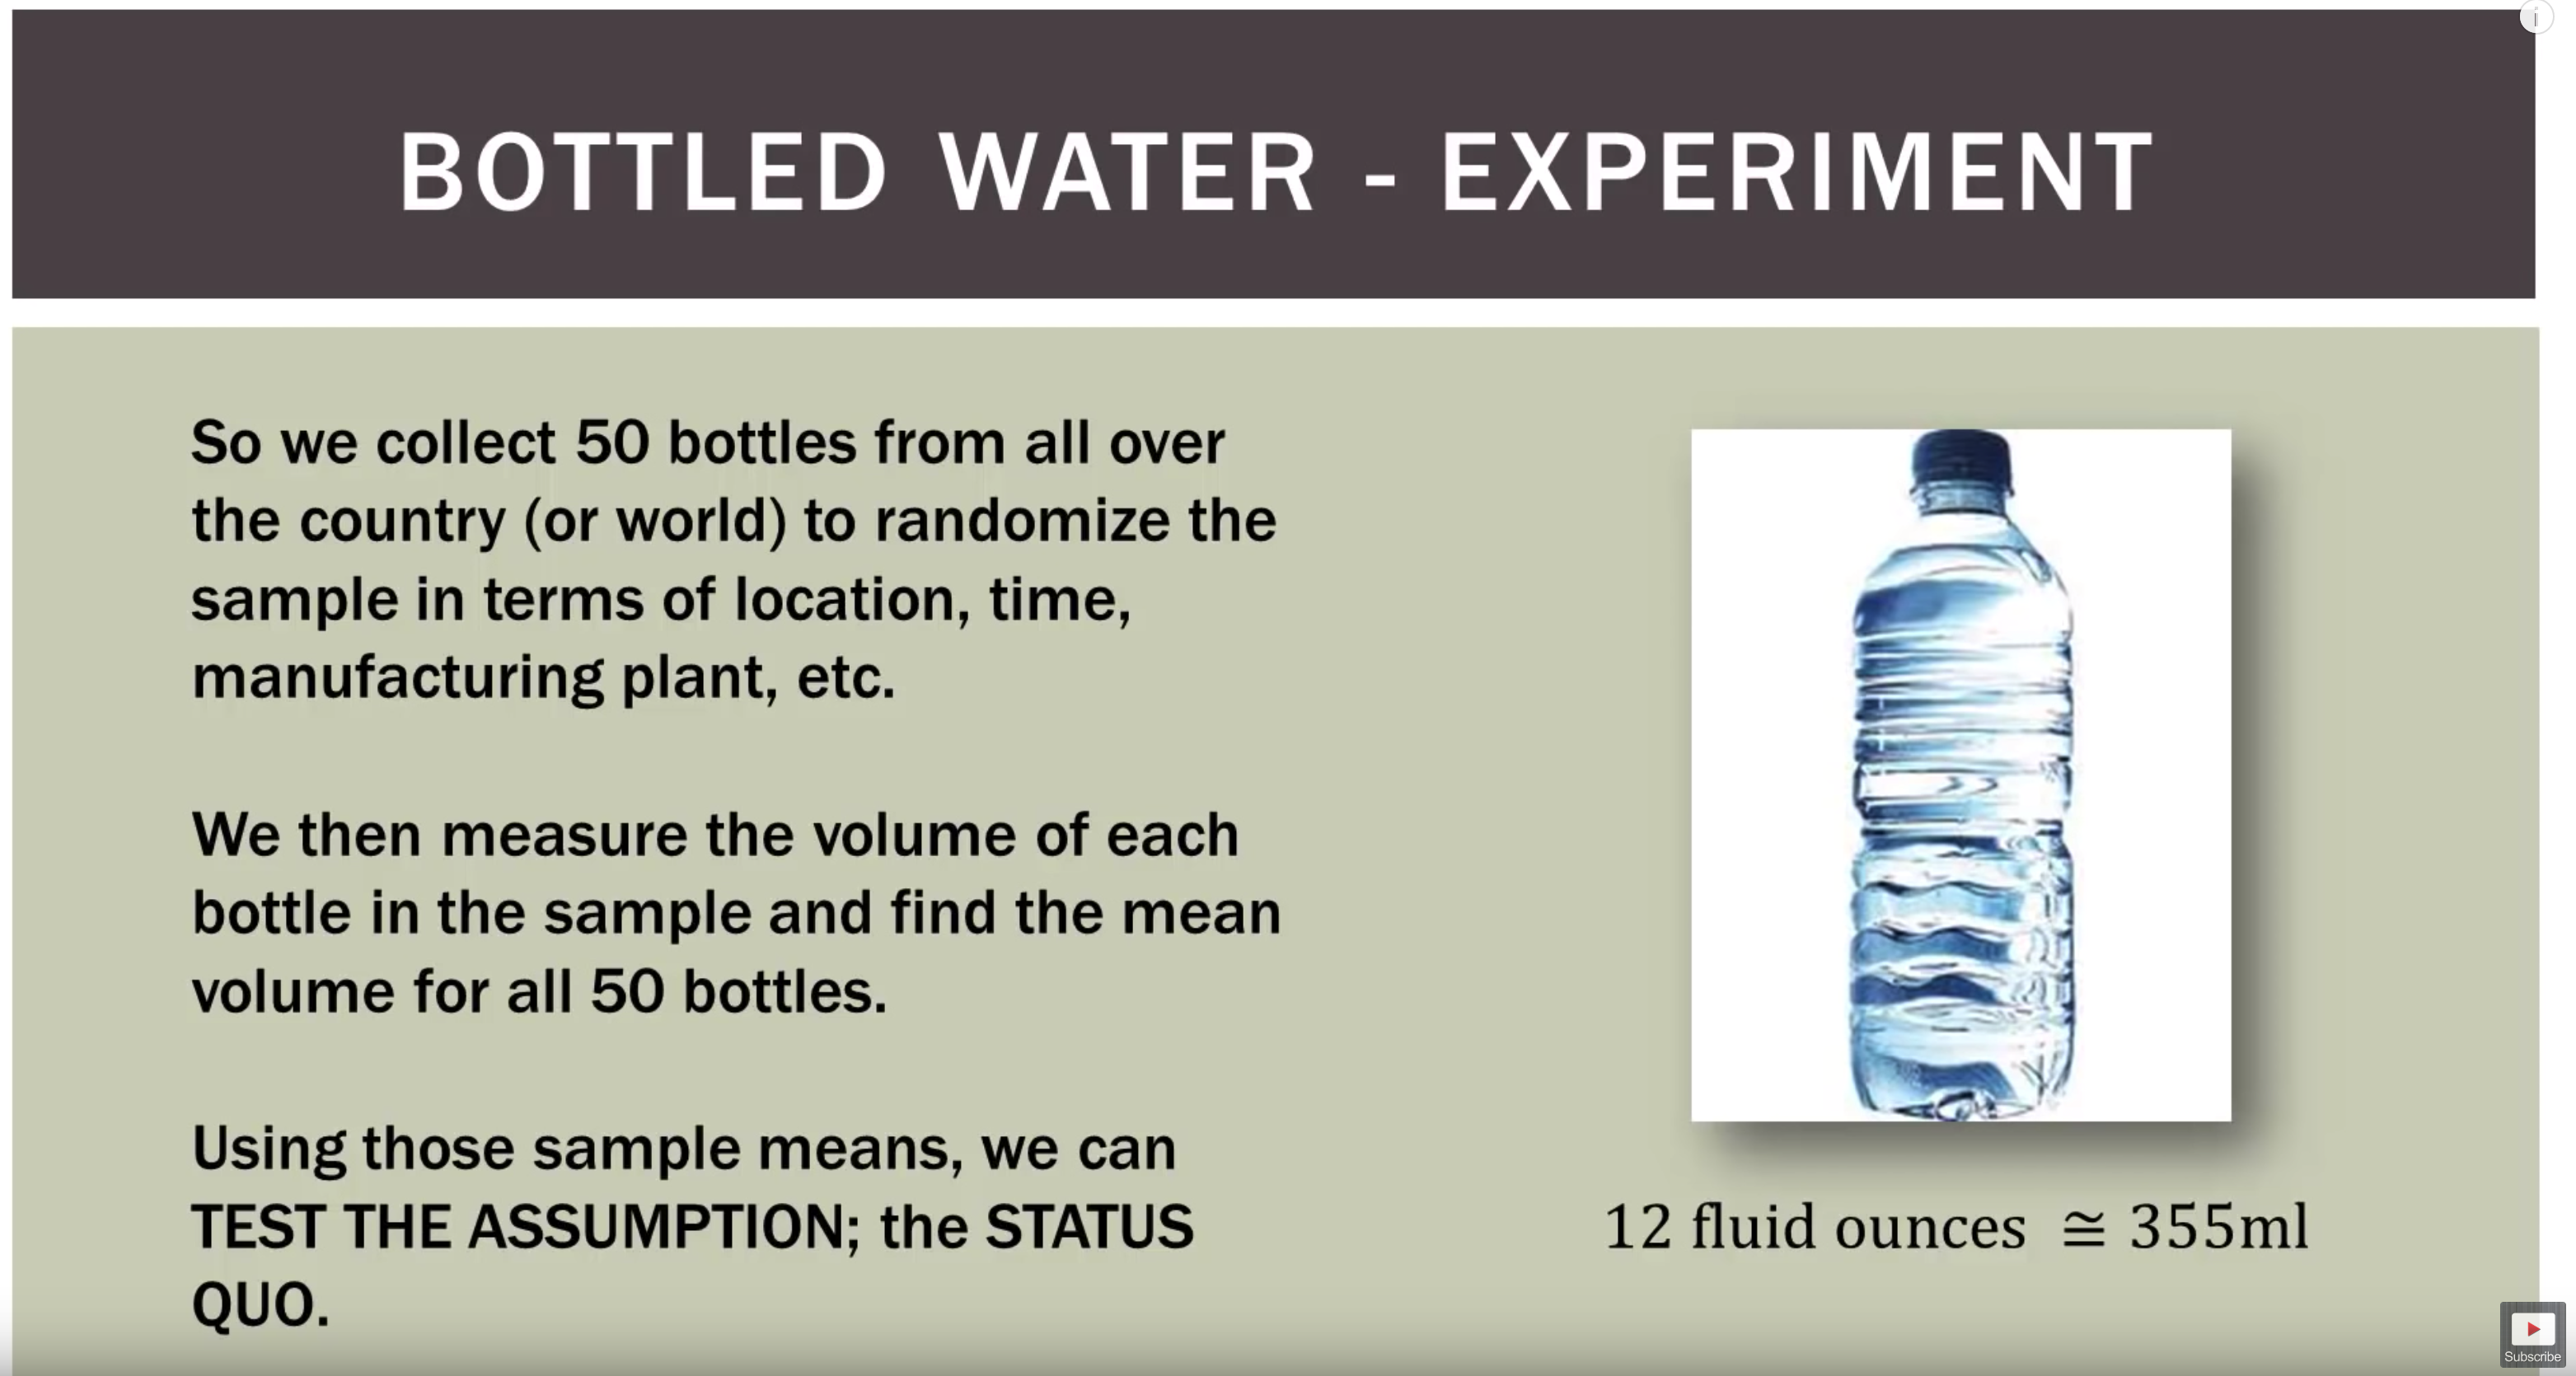 BOTTLED WATER - EXPERIMENT
So we collect 50 bottles from all over
the country (or world) to randomize the
sample in terms of location, time,
manufacturing plant, etc.
We then measure the volume of each
bottle in the sample and find the mean
volume for all 50 bottles.
Using those sample means, we can
TEST THE ASSUMPTION; the STATUS
QUO.
12 fluid ounces ≅ 355ml
i
Subscribe